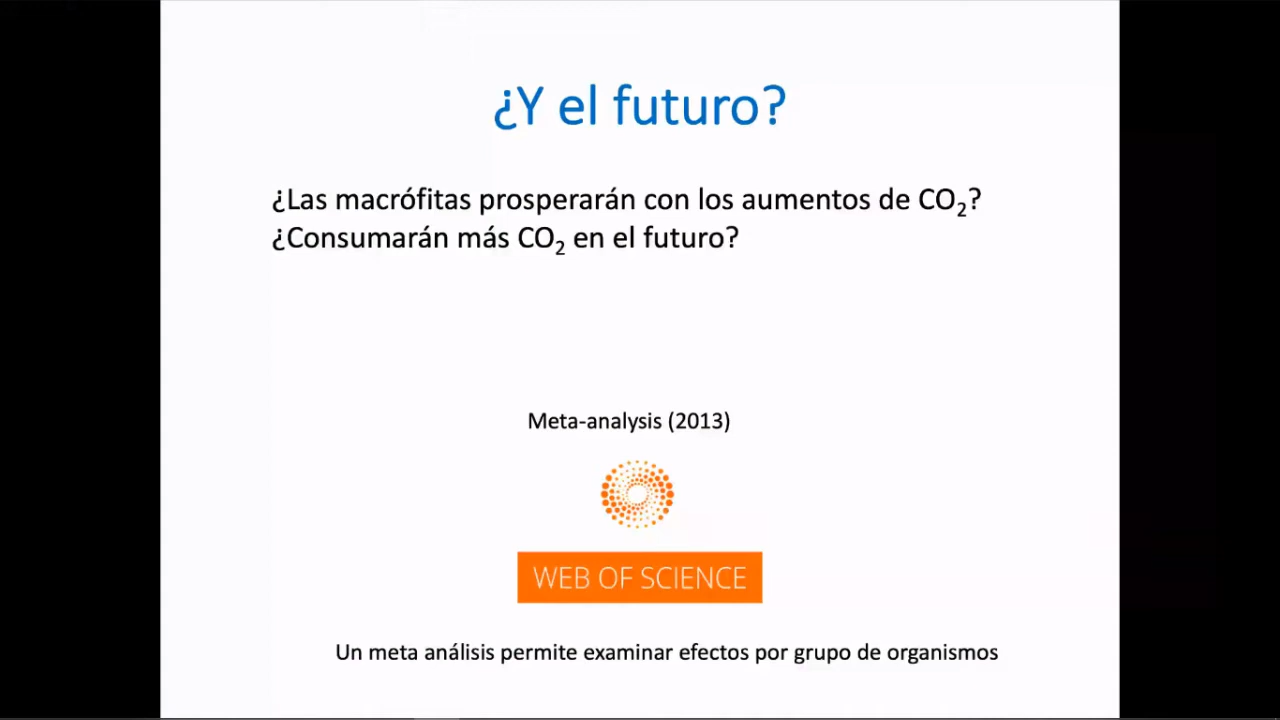 ¿Y el futuro?
¿Las macrófitas prosperarán con los aumentos de CO₂?
¿Consumarán más CO₂ en el futuro?
Meta-analysis (2013)
WEB OF SCIENCE
Un meta análisis permite examinar efectos por grupo de organismos